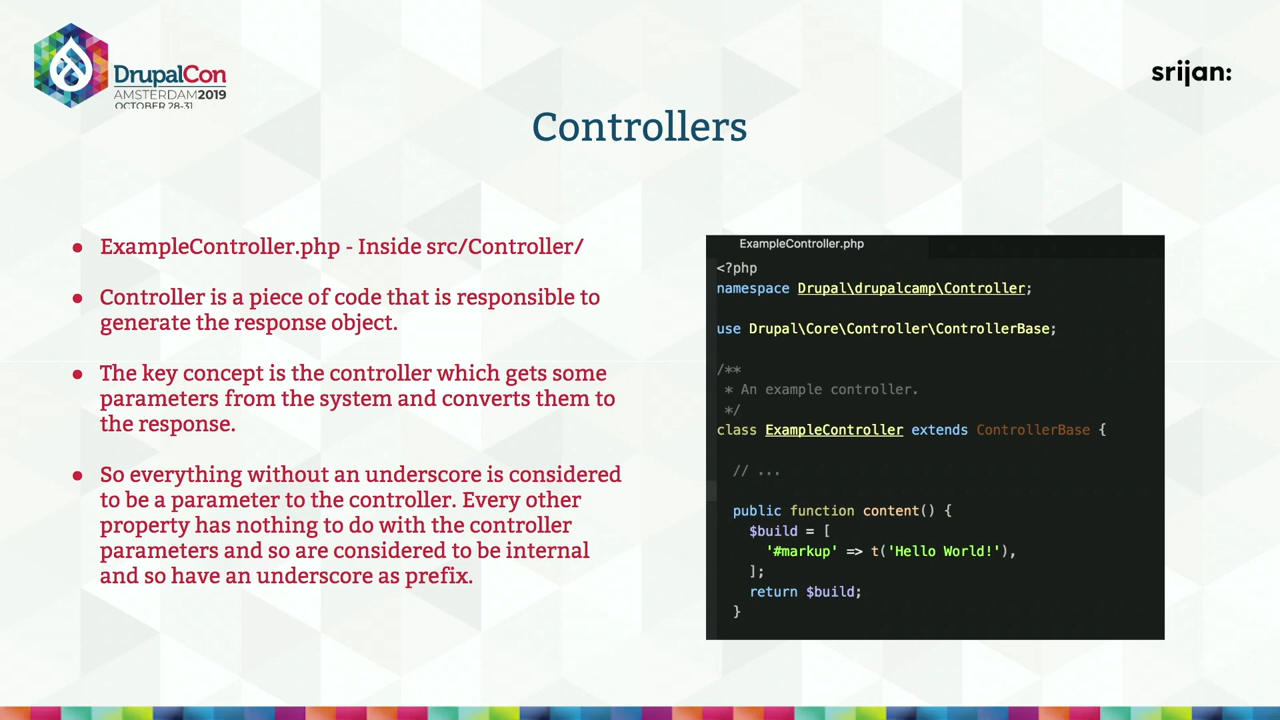 DrupalCon
AMSTERDAM2019
OCTOBER 28-31
srijan:
Controllers
● ExampleController.php - Inside src/Controller/
● Controller is a piece of code that is responsible to
generate the response object.
● The key concept is the controller which gets some
parameters from the system and converts them to
the response.
● So everything without an underscore is considered
to be a parameter to the controller. Every other
property has nothing to do with the controller
parameters and so are considered to be internal
and so have an underscore as prefix.
ExampleController.php
<?php
namespace Drupal\drupalcamp\Controller;
use Drupal\Core\Controller\ControllerBase;
/**
* An example controller.
*/
class ExampleController extends ControllerBase {
// ...
public function content() {
$build = [
'#markup' => t('Hello World!'),
];
return $build;
}